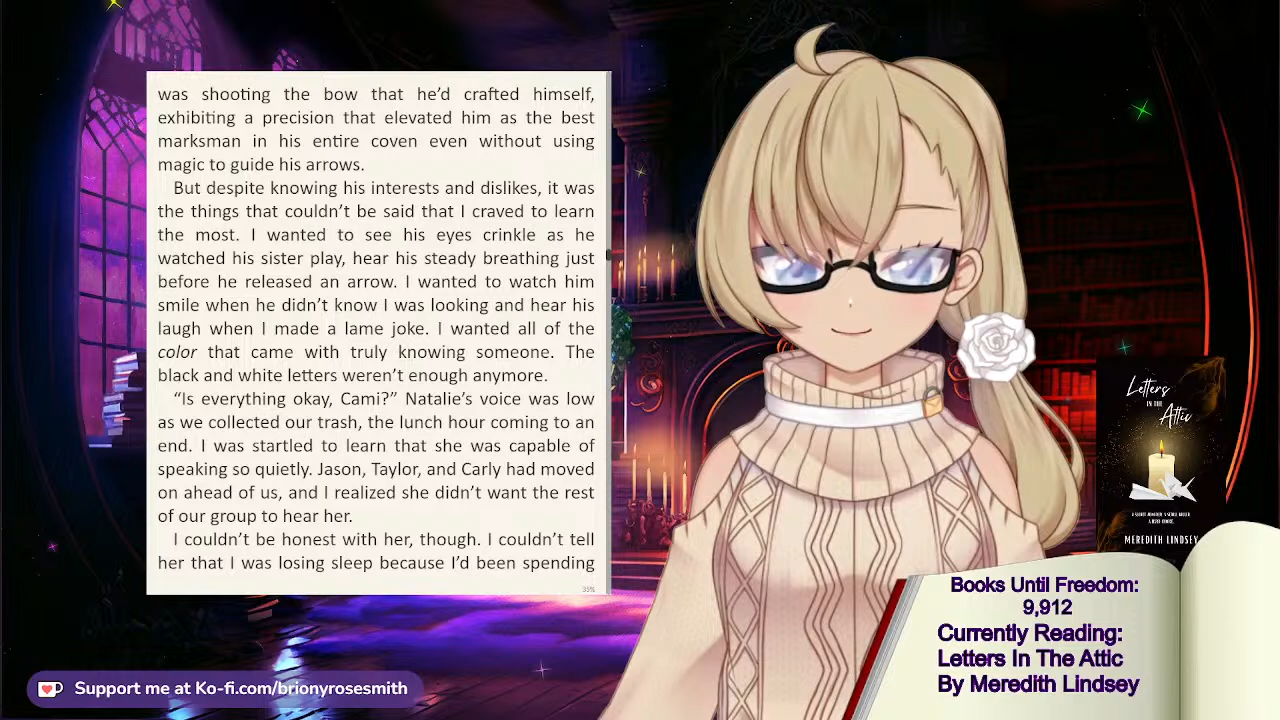 was shooting the bow that he’d crafted himself,
exhibiting a precision that elevated him as the best
marksman in his entire coven even without using
magic to guide his arrows.
But despite knowing his interests and dislikes, it was
the things that couldn’t be said that I craved to learn
the most. I wanted to see his eyes crinkle as he
watched his sister play, hear his steady breathing just
before he released an arrow. I wanted to watch him
smile when he didn’t know I was looking and hear his
laugh when I made a lame joke. I wanted all of the
color that came with truly knowing someone. The
black and white letters weren’t enough anymore.
“Is everything okay, Cami?” Natalie’s voice was low
as we collected our trash, the lunch hour coming to an
end. I was startled to learn that she was capable of
speaking so quietly. Jason, Taylor, and Carly had moved
on ahead of us, and I realized she didn’t want the rest
of our group to hear her.
I couldn’t be honest with her, though. I couldn’t tell
her that I was losing sleep because I’d been spending
35%
Letters
IN THE
Attic
MEREDITH LINDSEY
Books Until Freedom:
9,912
Currently Reading:
Letters In The Attic
By Meredith Lindsey
Support me at Ko-fi.com/brionyrosesmith